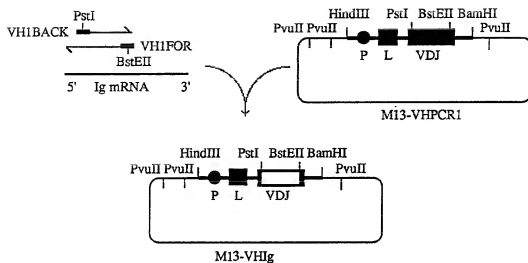 PstI
VH1BACK
VH1FOR
BstEII
5' Ig mRNA 3'
HindIII PstI BstEII BamHI
PvuII PvuII PvuII
P L VDJ
M13-VHPCR1
HindIII PstI BstEII BamHI
PvuII PvuII PvuII
P L VDJ
M13-VHIg